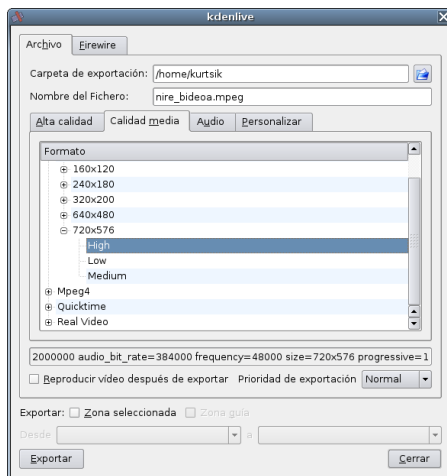 kdenlive
Archivo Firewire
Carpeta de exportación: /home/kurtsik
Nombre del Fichero: nire_bideoa.mpeg
Alta calidad Calidad media Audio Personalizar
Formato
160x120
240x180
320x200
640x480
720x576
High
Low
Medium
Mpeg4
Quicktime
Real Video
2000000 audio_bit_rate=384000 frequency=48000 size=720x576 progressive=1
Reproducir vídeo después de exportar Prioridad de exportación Normal
Exportar: Zona seleccionada Zona guía
Desde a
Exportar Cerrar